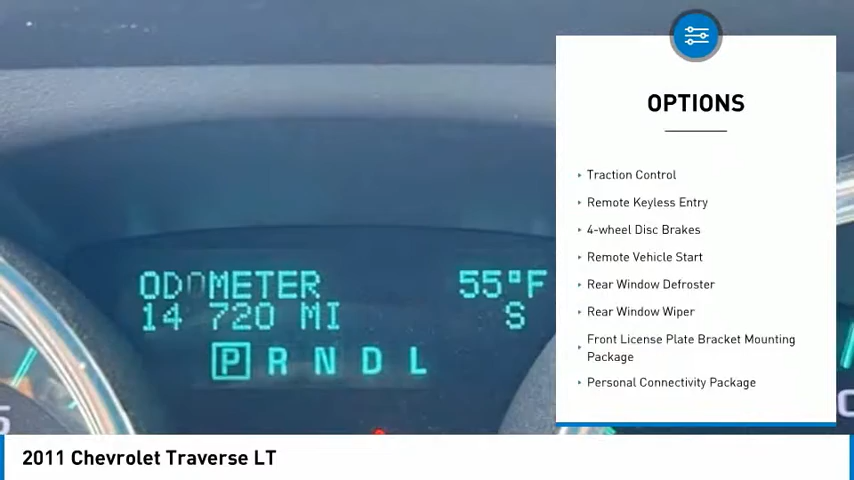 ODOMETER 55°F
14 720 MI S
P R N D L
OPTIONS
Traction Control
Remote Keyless Entry
4-wheel Disc Brakes
Remote Vehicle Start
Rear Window Defroster
Rear Window Wiper
Front License Plate Bracket Mounting
Package
Personal Connectivity Package
2011 Chevrolet Traverse LT